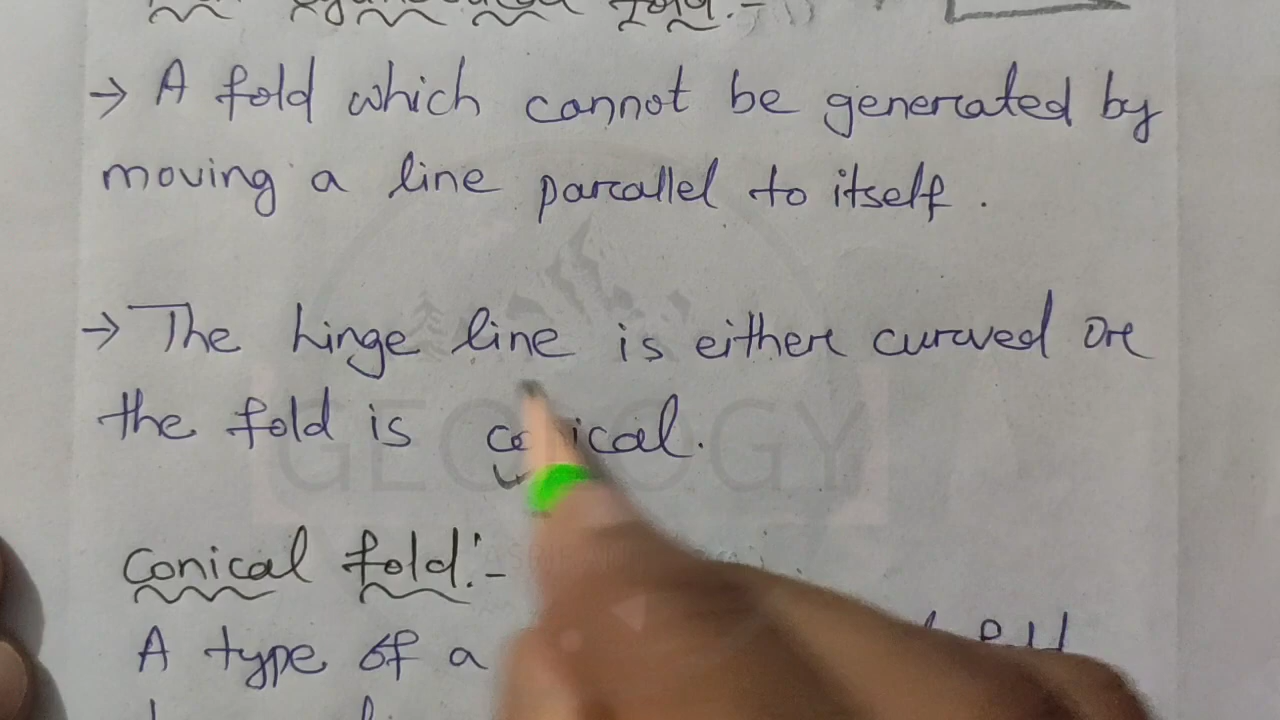 → A fold which cannot be generated by
moving a line parallel to itself.
→ The hinge line is either curved or
the fold is conical.
GEOLOGY
Conical fold:-
A type of a